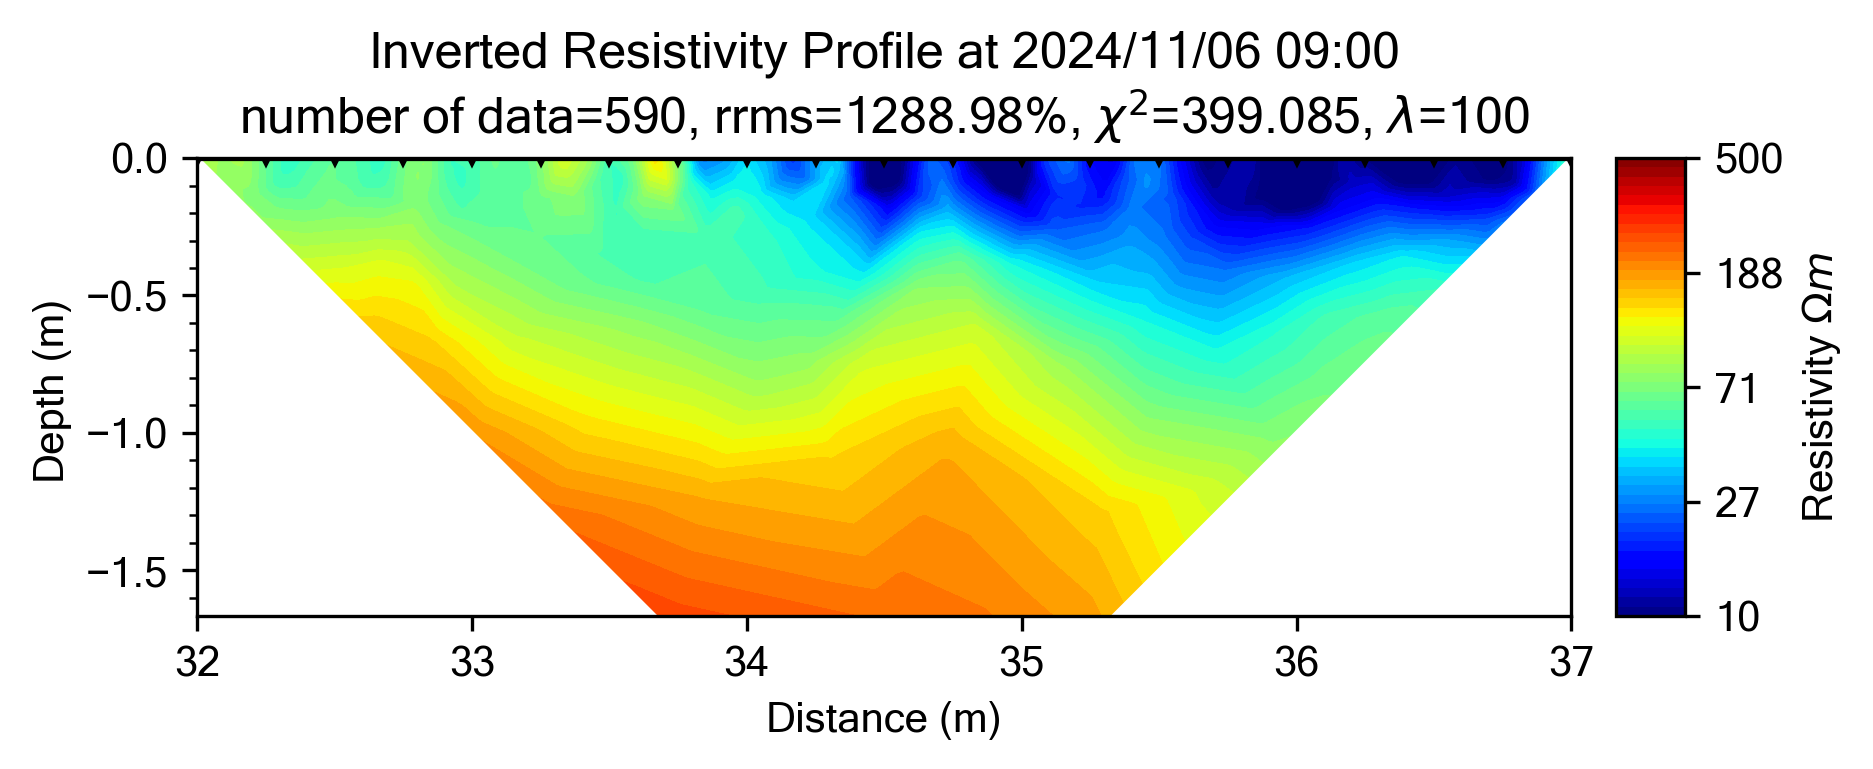 Inverted Resistivity Profile at 2024/11/06 09:00
number of data=590, rrms=1288.98%, χ²=399.085, λ=100
0.0
−0.5
−1.0
−1.5
Depth (m)
32 33 34 35 36 37
Distance (m)
500
188
71
27
10
Resistivity Ωm